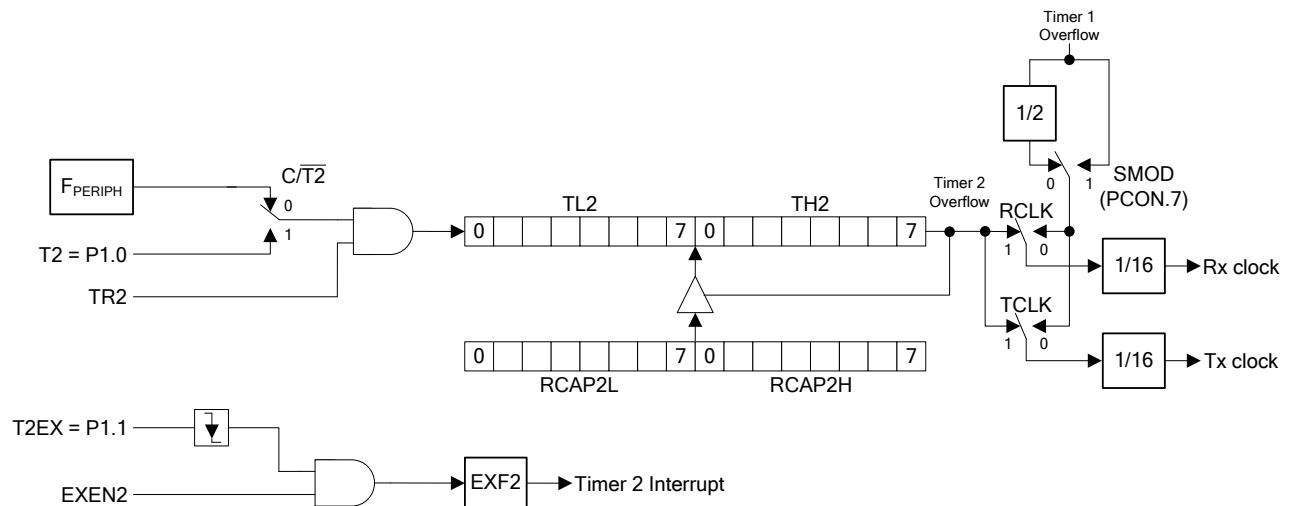 Timer 1
Overflow
1/2
SMOD
(PCON.7)
0
1
F_PERIPH
C/T2̅
0
1
T2 = P1.0
TR2
TL2
TH2
0 7 0 7
Timer 2
Overflow
RCLK
1 0
1/16
Rx clock
TCLK
1 0
1/16
Tx clock
0 7 0 7
RCAP2L
RCAP2H
T2EX = P1.1
EXEN2
EXF2
Timer 2 Interrupt